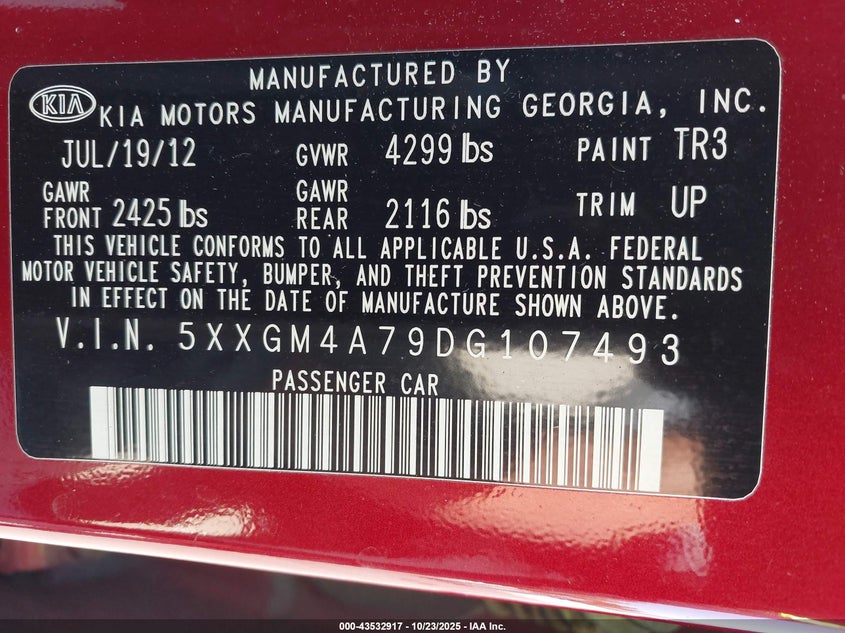 MANUFACTURED BY
KIA KIA MOTORS MANUFACTURING GEORGIA, INC.
JUL/19/12 GVWR 4299 lbs PAINT TR3
GAWR FRONT 2425 lbs GAWR REAR 2116 lbs TRIM UP
THIS VEHICLE CONFORMS TO ALL APPLICABLE U.S.A. FEDERAL
MOTOR VEHICLE SAFETY, BUMPER, AND THEFT PREVENTION STANDARDS
IN EFFECT ON THE DATE OF MANUFACTURE SHOWN ABOVE.
V.I.N. 5XXGM4A79DG107493
PASSENGER CAR
000-43532917 - 10/23/2025 - IAA Inc.